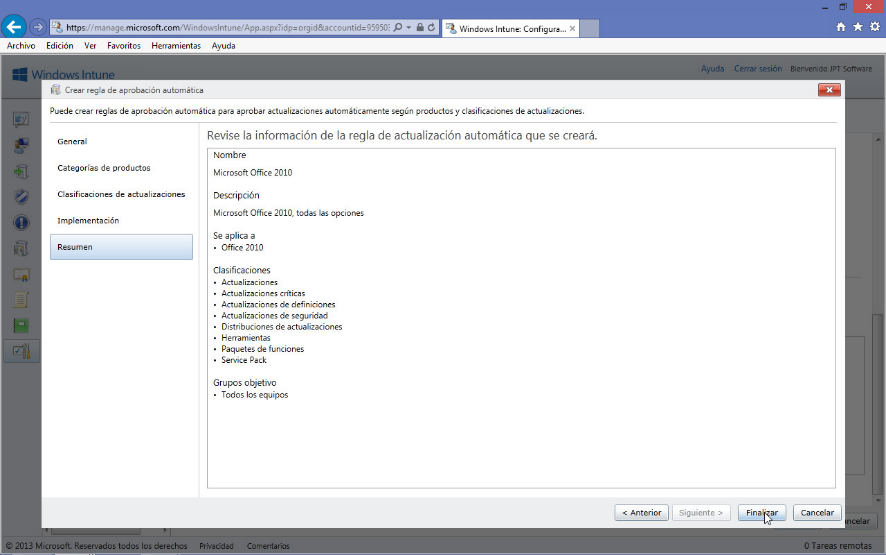 https://manage.microsoft.com/WindowsIntune/App.aspx?idp=orgid&accountid=95950
Windows Intune: Configura...
Archivo Edición Ver Favoritos Herramientas Ayuda
Windows Intune
Ayuda Cerrar sesión Bienvenido JPT Software
Crear regla de aprobación automática
Puede crear reglas de aprobación automática para aprobar actualizaciones automáticamente según productos y clasificaciones de actualizaciones.
General
Categorías de productos
Clasificaciones de actualizaciones
Implementación
Resumen
Revise la información de la regla de actualización automática que se creará.
Nombre
Microsoft Office 2010
Descripción
Microsoft Office 2010, todas las opciones
Se aplica a
• Office 2010
Clasificaciones
• Actualizaciones
• Actualizaciones críticas
• Actualizaciones de definiciones
• Actualizaciones de seguridad
• Distribuciones de actualizaciones
• Herramientas
• Paquetes de funciones
• Service Pack
Grupos objetivo
• Todos los equipos
< Anterior Siguiente > Finalizar Cancelar
ncelar
© 2013 Microsoft. Reservados todos los derechos Privacidad Comentarios 0 Tareas remotas